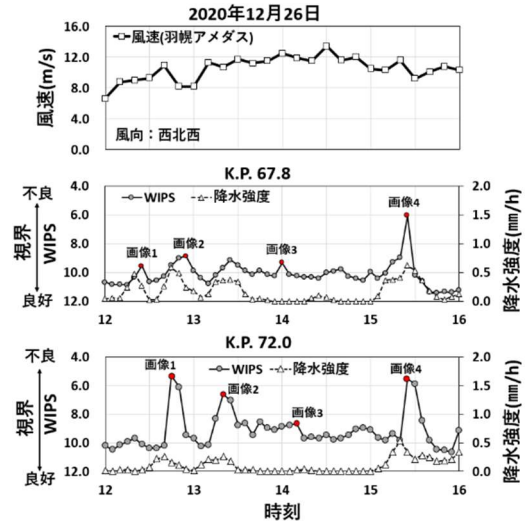 2020年12月26日
16.0
12.0
8.0
4.0
0.0
風速(m/s)
風速(羽幌アメダス)
風向：西北西
12 13 14 15 16
K.P. 67.8
不良
視界
WIPS
良好
4.0
6.0
8.0
10.0
12.0
WIPS 降水強度
画像1
画像2
画像3
画像4
2.0
1.5
1.0
0.5
0.0
降水強度(㎜/h)
12 13 14 15 16
K.P. 72.0
不良
視界
WIPS
良好
4.0
6.0
8.0
10.0
12.0
画像1
WIPS 降水強度
画像2
画像3
画像4
2.0
1.5
1.0
0.5
0.0
降水強度(㎜/h)
12 13 14 15 16
時刻